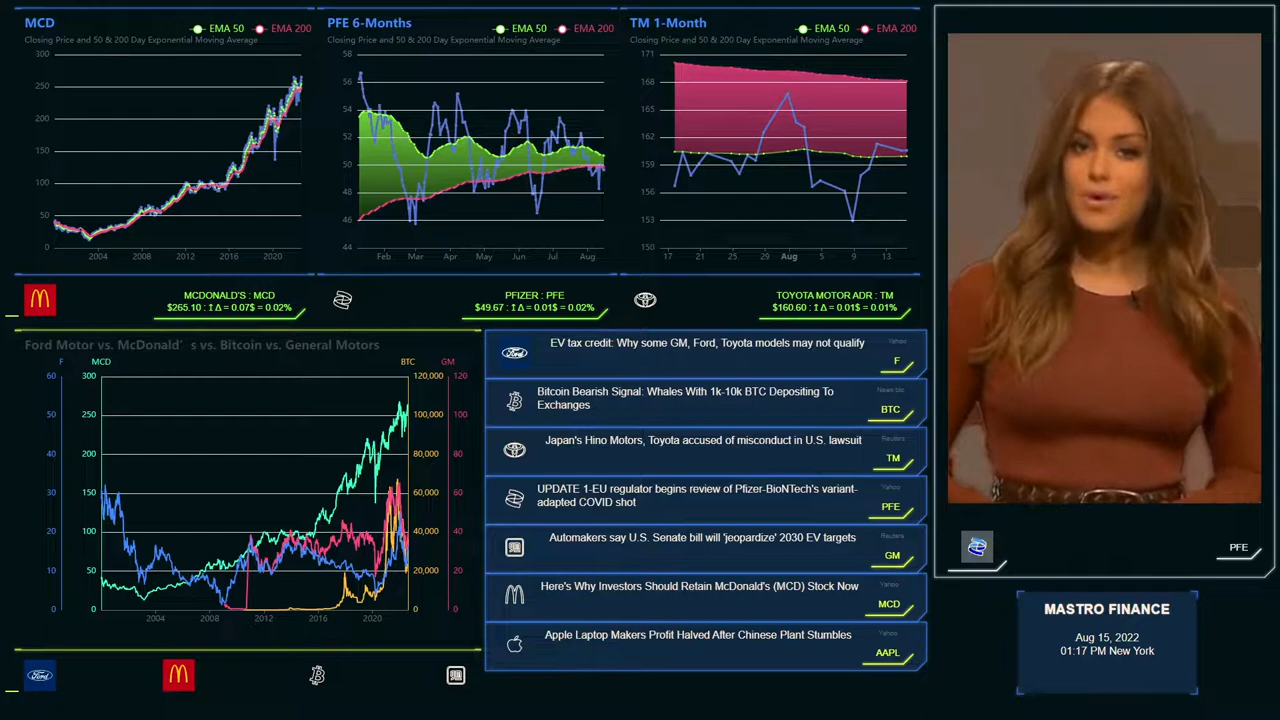 MCD
EMA 50
EMA 200
Closing Price and 50 & 200 Day Exponential Moving Average
300
250
200
150
100
50
0
2004
2008
2012
2016
2020
PFE 6-Months
EMA 50
EMA 200
Closing Price and 50 & 200 Day Exponential Moving Average
58
56
54
52
50
48
46
44
Feb
Mar
Apr
May
Jun
Jul
Aug
TM 1-Month
EMA 50
EMA 200
Closing Price and 50 & 200 Day Exponential Moving Average
171
168
165
162
159
156
153
150
17
21
25
29
Aug
5
9
13
MCDONALD'S : MCD
$265.10 : ↥ Δ = 0.07$ = 0.02%
PFIZER : PFE
$49.67 : ↥ Δ = 0.01$ = 0.02%
TOYOTA MOTOR ADR : TM
$160.60 : ↥ Δ = 0.01$ = 0.01%
Ford Motor vs. McDonald's vs. Bitcoin vs. General Motors
F
MCD
BTC
GM
60
50
40
30
20
10
0
300
250
200
150
100
50
0
120,000
100,000
80,000
60,000
40,000
20,000
0
120
100
80
60
40
20
0
2004
2008
2012
2016
2020
Ford
Ford
EV tax credit: Why some GM, Ford, Toyota models may not qualify
Yahoo
F
Bitcoin Bearish Signal: Whales With 1k-10k BTC Depositing To
Exchanges
News btc
BTC
Japan's Hino Motors, Toyota accused of misconduct in U.S. lawsuit
Reuters
TM
UPDATE 1-EU regulator begins review of Pfizer-BioNTech's variant-
adapted COVID shot
Yahoo
PFE
Automakers say U.S. Senate bill will 'jeopardize' 2030 EV targets
Reuters
GM
Here's Why Investors Should Retain McDonald's (MCD) Stock Now
Yahoo
MCD
Apple Laptop Makers Profit Halved After Chinese Plant Stumbles
Yahoo
AAPL
PFE
MASTRO FINANCE
Aug 15, 2022
01:17 PM New York